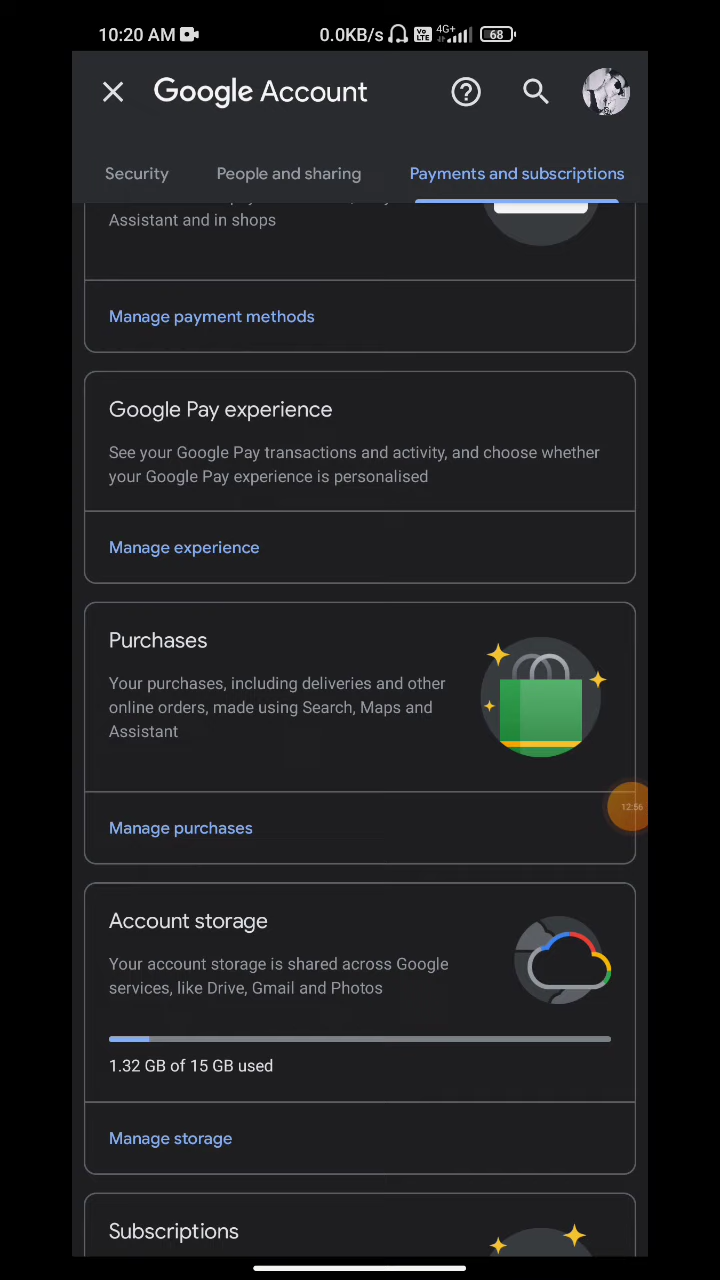 10:20 AM 0.0KB/s Vo LTE 4G+ 68
Google Account
Security People and sharing Payments and subscriptions
Assistant and in shops
Manage payment methods
Google Pay experience
See your Google Pay transactions and activity, and choose whether
your Google Pay experience is personalised
Manage experience
Purchases
Your purchases, including deliveries and other
online orders, made using Search, Maps and
Assistant
12:56
Manage purchases
Account storage
Your account storage is shared across Google
services, like Drive, Gmail and Photos
1.32 GB of 15 GB used
Manage storage
Subscriptions